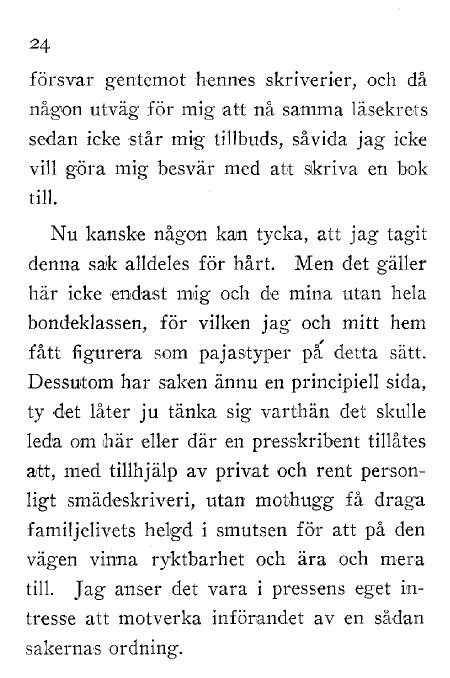 24
försvar gentemot hennes skriverier, och då
någon utväg för mig att nå samma läsekrets
sedan icke står mig tillbuds, såvida jag icke
vill göra mig besvär med att skriva en bok
till.
Nu kanske någon kan tycka, att jag tagit
denna sak alldeles för hårt. Men det gäller
här icke endast mig och de mina utan hela
bondeklassen, för vilken jag och mitt hem
fått figurera som pajastyper på detta sätt.
Dessutom har saken ännu en principiell sida,
ty det låter ju tänka sig varthän det skulle
leda om här eller där en presskribent tillåtes
att, med tillhjälp av privat och rent person-
ligt smädeskriveri, utan mothugg få draga
familjelivets helgd i smutsen för att på den
vägen vinna ryktbarhet och ära och mera
till. Jag anser det vara i pressens eget in-
tresse att motverka införandet av en sådan
sakernas ordning.